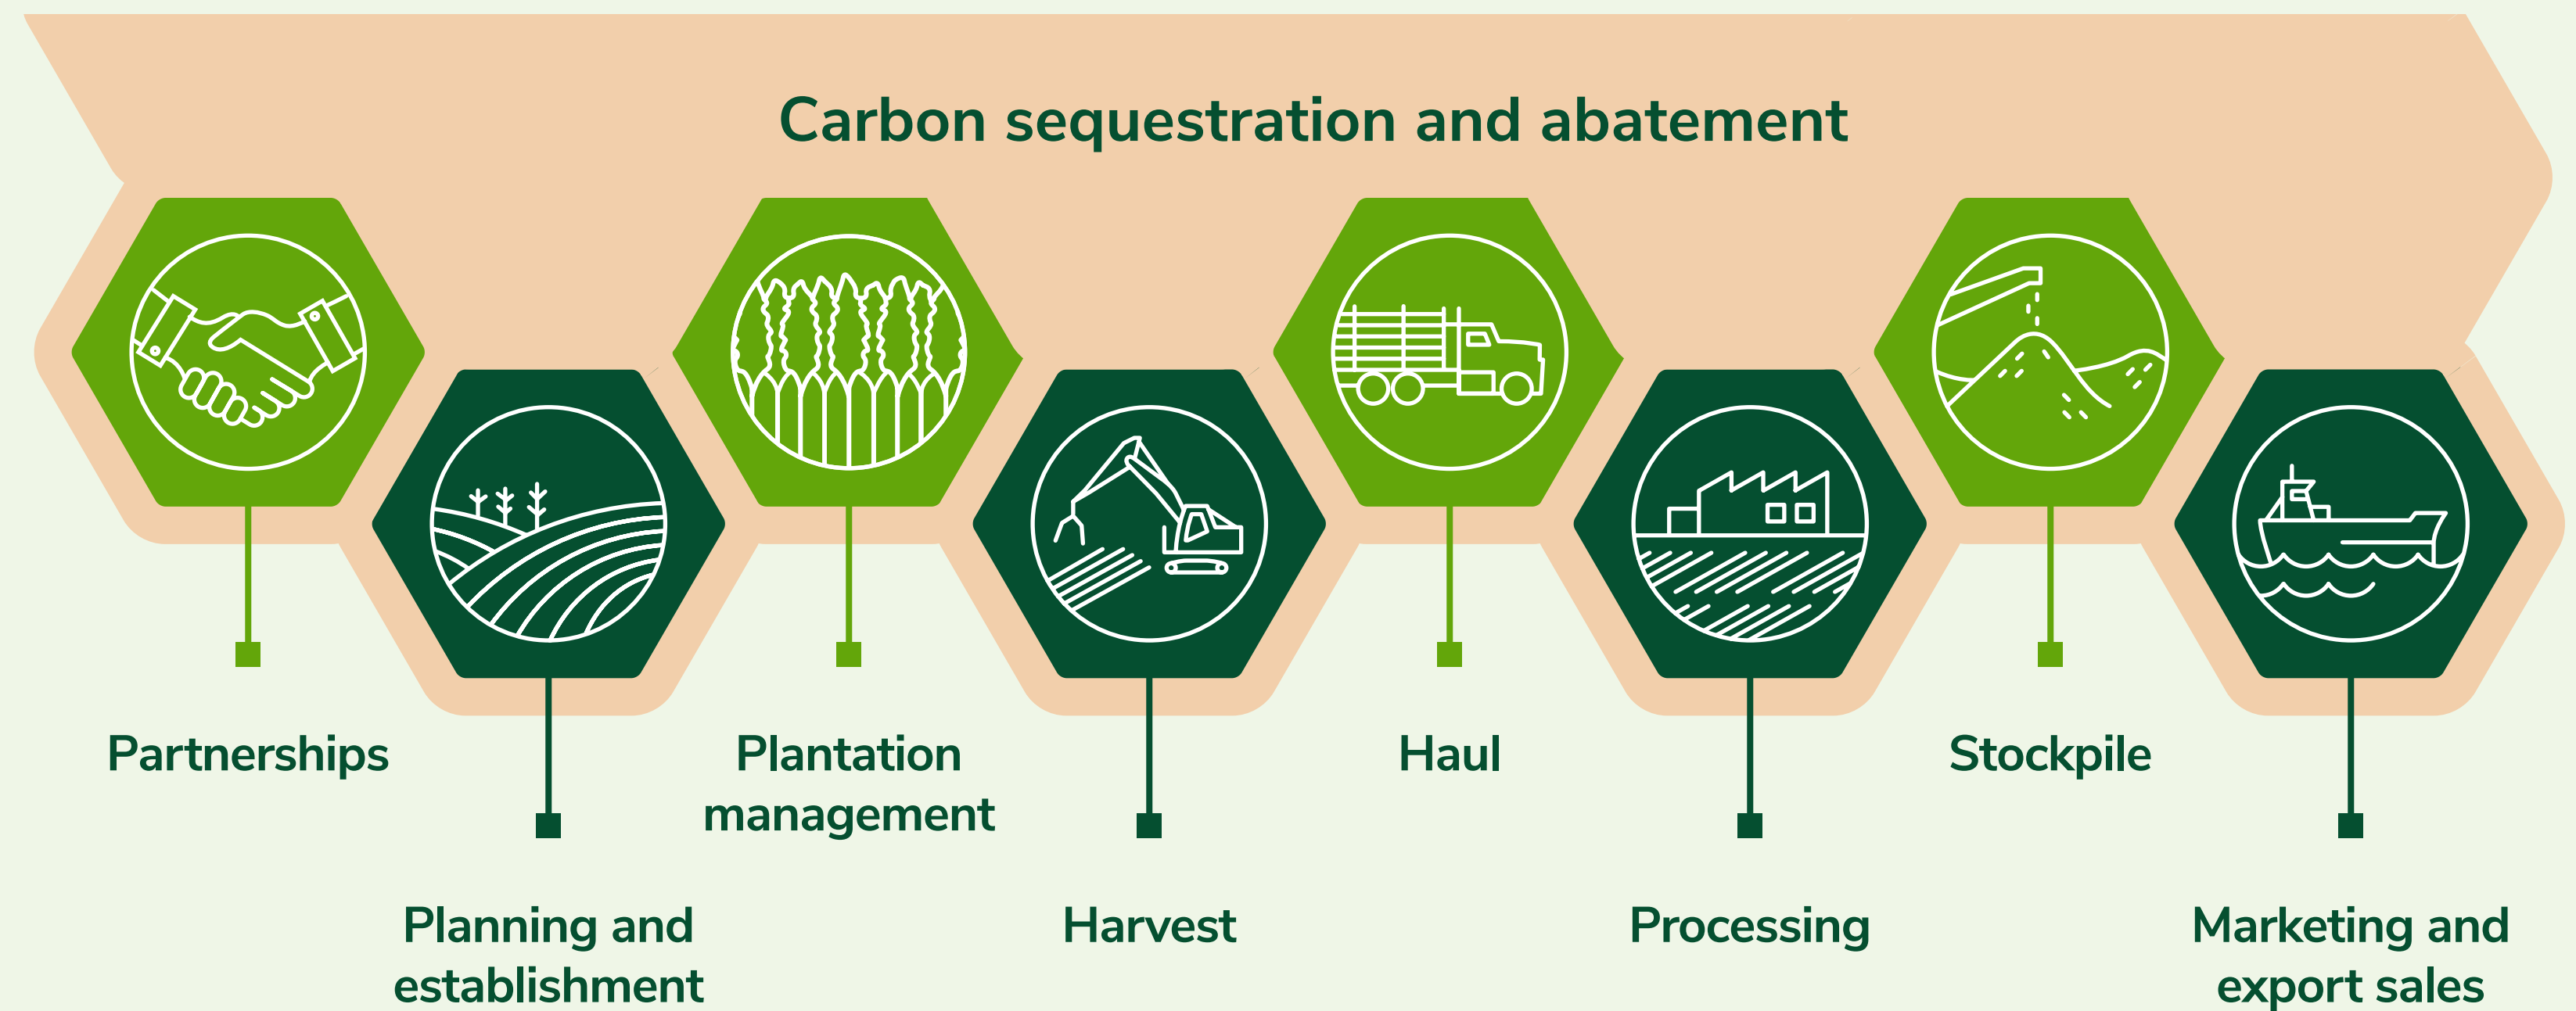 Carbon sequestration and abatement
Partnerships
Planning and
establishment
Plantation
management
Harvest
Haul
Processing
Stockpile
Marketing and
export sales